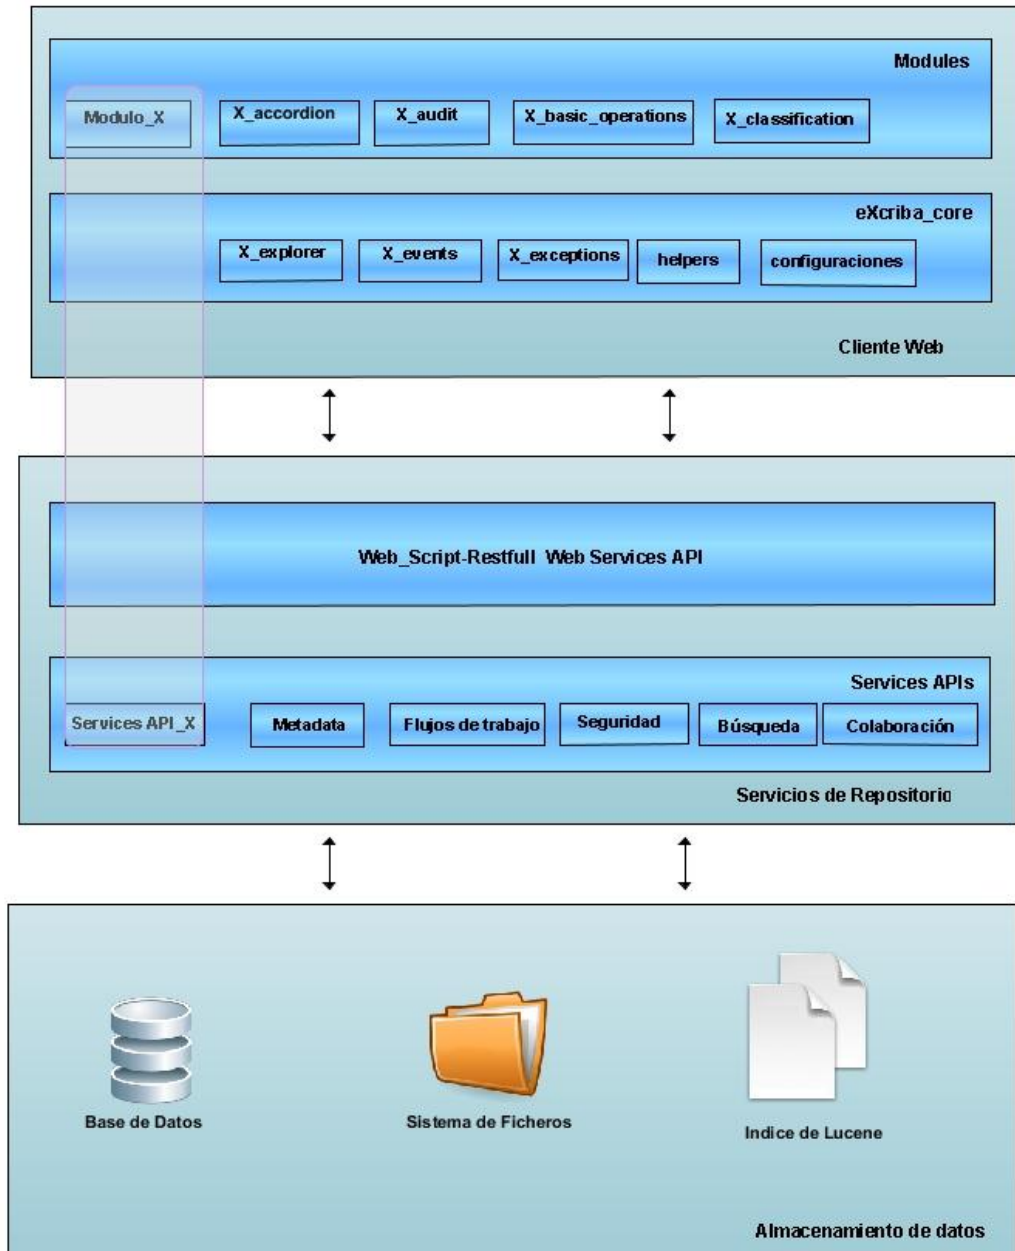 Modules
Modulo_X
X_accordion
X_audit
X_basic_operations
X_classification
eXcriba_core
X_explorer
X_events
X_exceptions
helpers
configuraciones
Cliente Web
Web_Script-Restfull Web Services API
Services APIs
Services API_X
Metadata
Flujos de trabajo
Seguridad
Búsqueda
Colaboración
Servicios de Repositorio
Base de Datos
Sistema de Ficheros
Indice de Lucene
Almacenamiento de datos